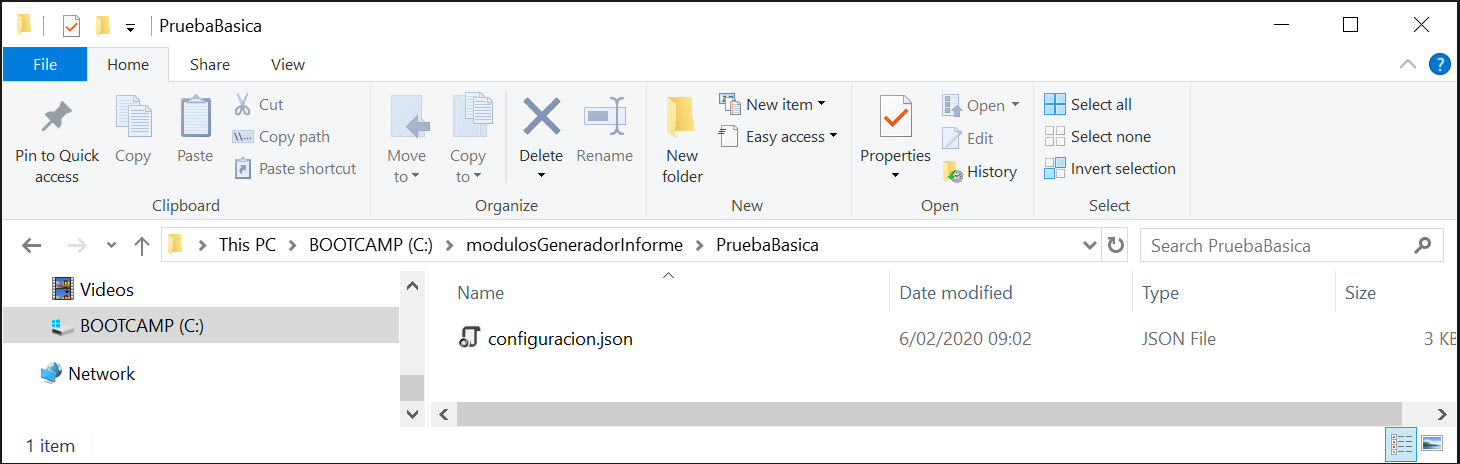 PruebaBasica
File Home Share View
Pin to Quick access
Copy
Paste
Cut
Copy path
Paste shortcut
Clipboard
Move to
Copy to
Delete
Rename
Organize
New folder
New item
Easy access
New
Properties
Open
Edit
History
Open
Select all
Select none
Invert selection
Select
This PC > BOOTCAMP (C:) > modulosGeneradorInforme > PruebaBasica
Search PruebaBasica
Videos
BOOTCAMP (C:)
Network
Name Date modified Type Size
configuracion.json 6/02/2020 09:02 JSON File 3 KB
1 item